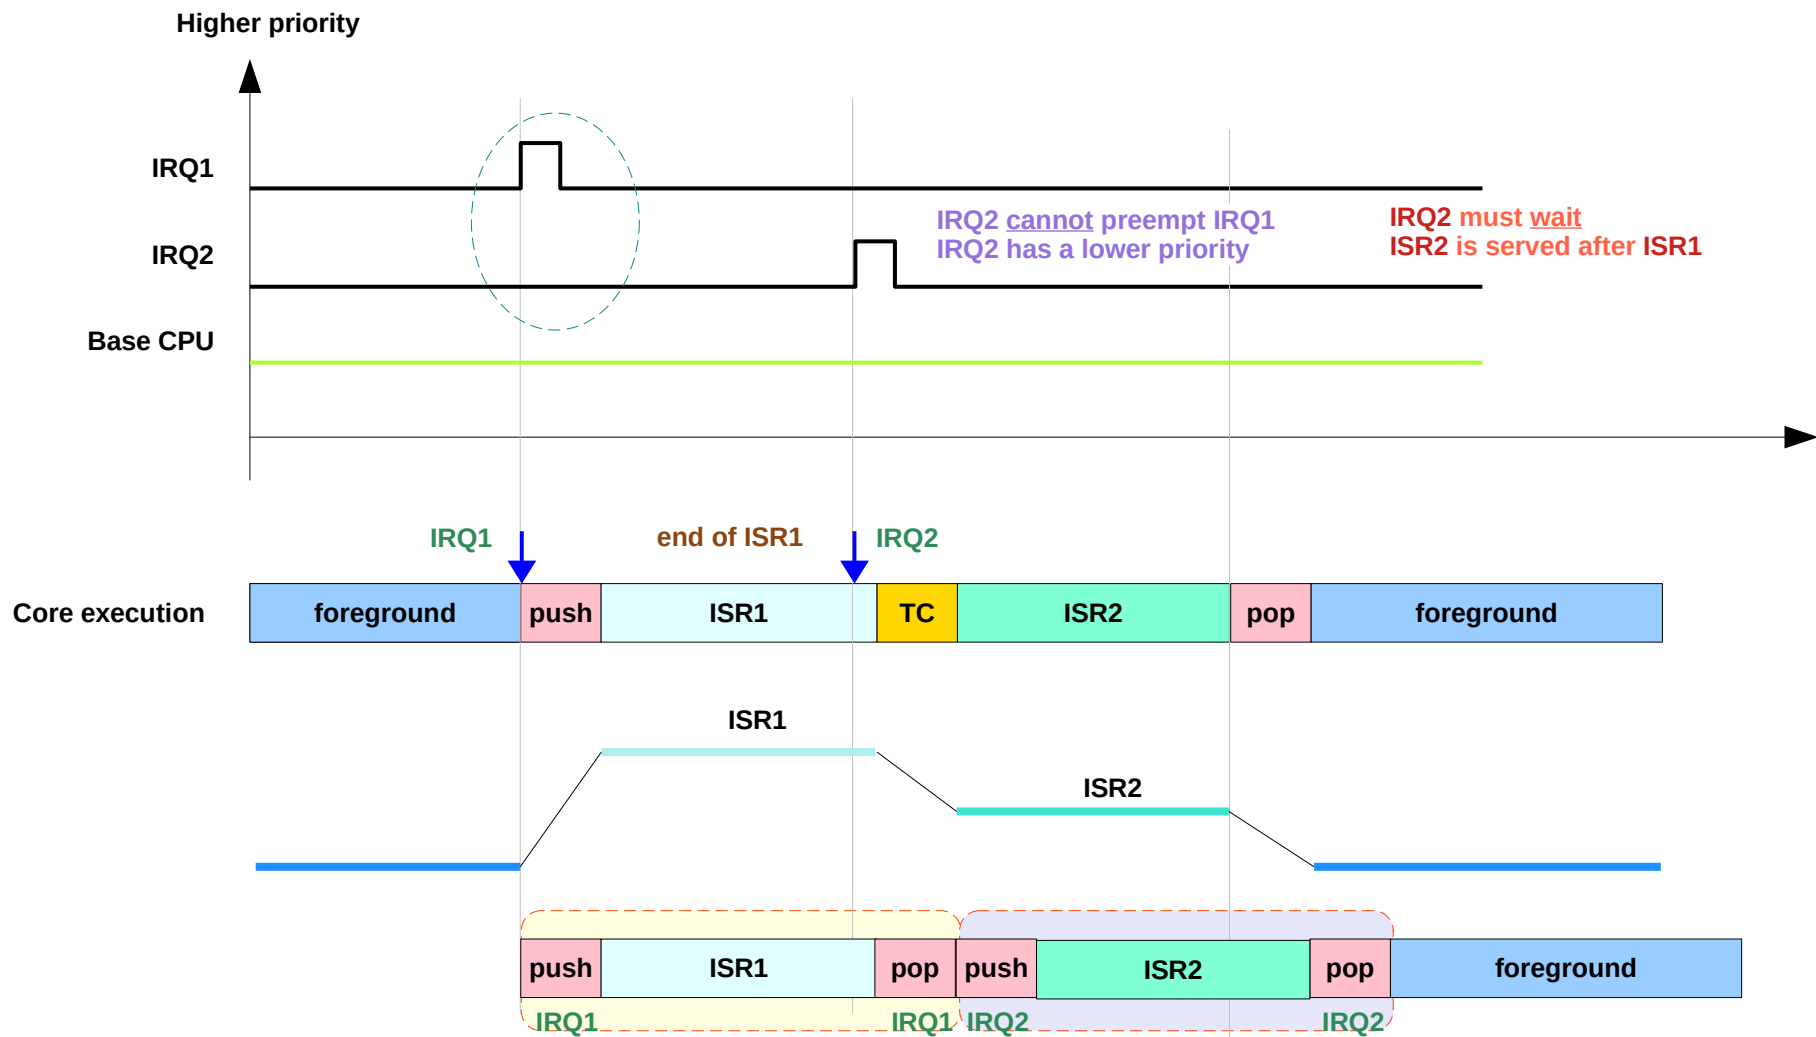 Higher priority
IRQ1
IRQ2 cannot preempt IRQ1
IRQ2 has a lower priority
IRQ2 must wait
ISR2 is served after ISR1
IRQ2
Base CPU
IRQ1
end of ISR1
IRQ2
Core execution
foreground
push
ISR1
TC
ISR2
pop
foreground
ISR1
ISR2
push
ISR1
pop
push
ISR2
pop
foreground
IRQ1
IRQ1
IRQ2
IRQ2